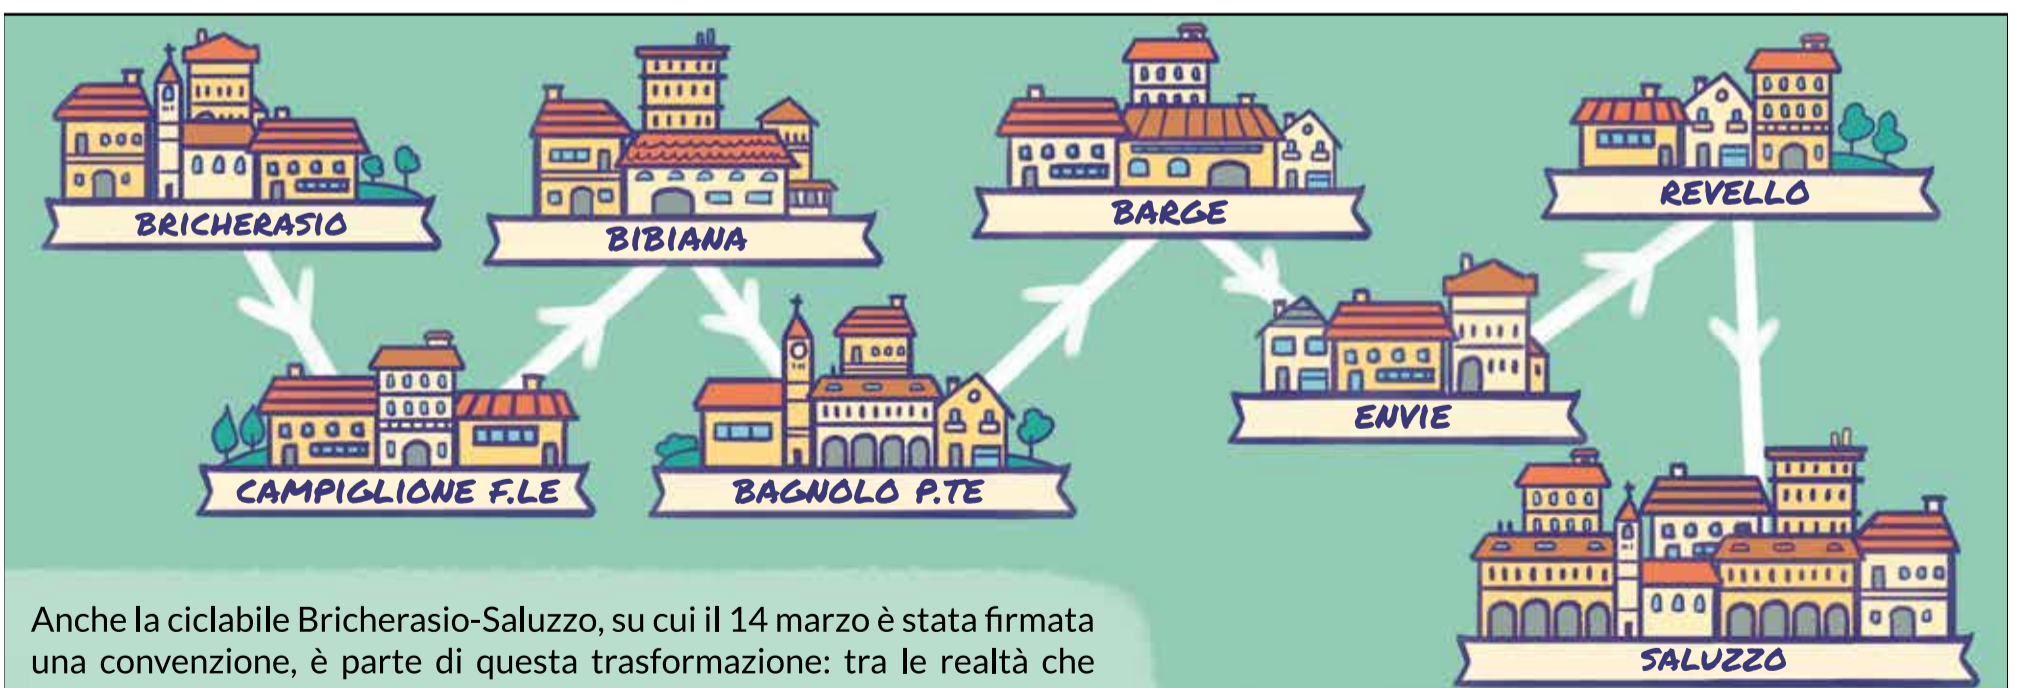 BRICHERASIO
BIBIANA
BARGE
REVELLO
CAMPIGLIONE F.LE
BAGNOLO P.TE
ENVIE
SALUZZO
Anche la ciclabile Bricherasio-Saluzzo, su cui il 14 marzo è stata firmata
una convenzione, è parte di questa trasformazione: tra le realtà che